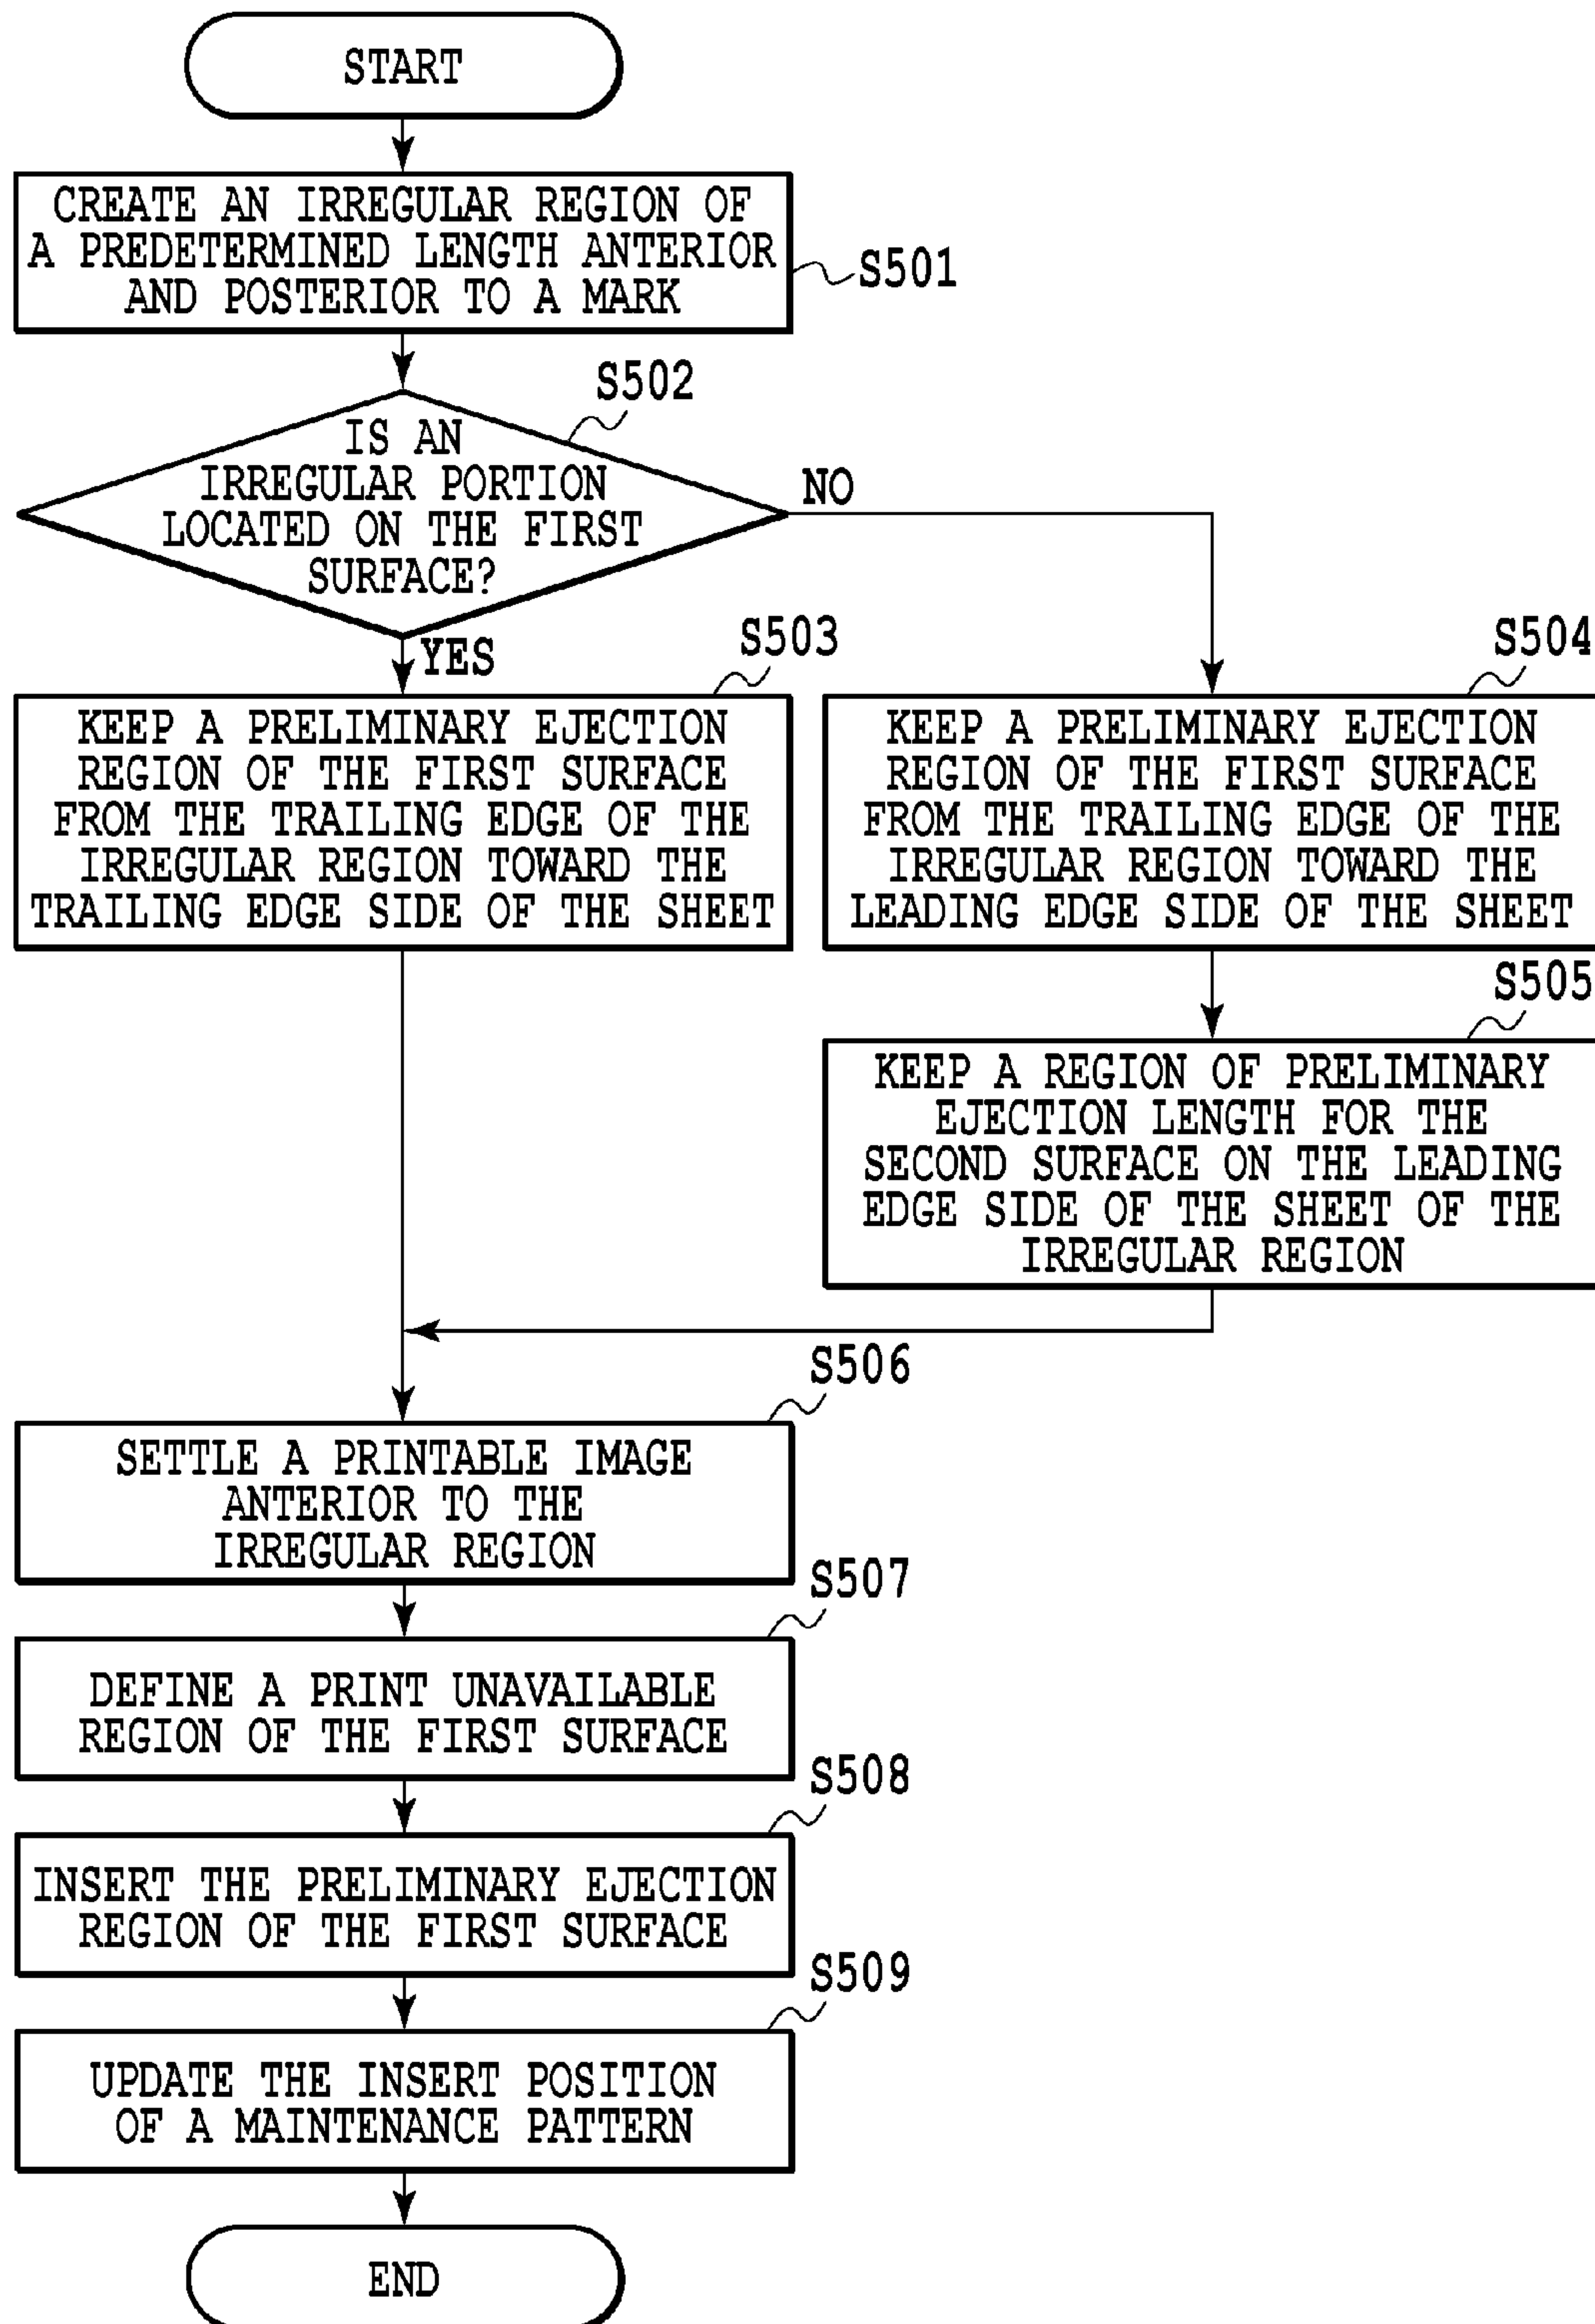 START
CREATE AN IRREGULAR REGION OF
A PREDETERMINED LENGTH ANTERIOR
AND POSTERIOR TO A MARK
S501
S502
IS AN
IRREGULAR PORTION
LOCATED ON THE FIRST
SURFACE?
NO
YES
S503
KEEP A PRELIMINARY EJECTION
REGION OF THE FIRST SURFACE
FROM THE TRAILING EDGE OF THE
IRREGULAR REGION TOWARD THE
TRAILING EDGE SIDE OF THE SHEET
S504
KEEP A PRELIMINARY EJECTION
REGION OF THE FIRST SURFACE
FROM THE TRAILING EDGE OF THE
IRREGULAR REGION TOWARD THE
LEADING EDGE SIDE OF THE SHEET
S505
KEEP A REGION OF PRELIMINARY
EJECTION LENGTH FOR THE
SECOND SURFACE ON THE LEADING
EDGE SIDE OF THE SHEET OF THE
IRREGULAR REGION
S506
SETTLE A PRINTABLE IMAGE
ANTERIOR TO THE
IRREGULAR REGION
S507
DEFINE A PRINT UNAVAILABLE
REGION OF THE FIRST SURFACE
S508
INSERT THE PRELIMINARY EJECTION
REGION OF THE FIRST SURFACE
S509
UPDATE THE INSERT POSITION
OF A MAINTENANCE PATTERN
END